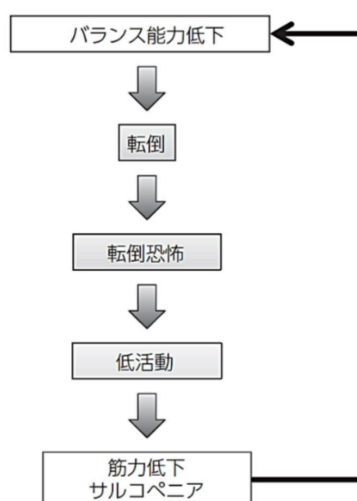 バランス能力低下
転倒
転倒恐怖
低活動
筋力低下
サルコペニア